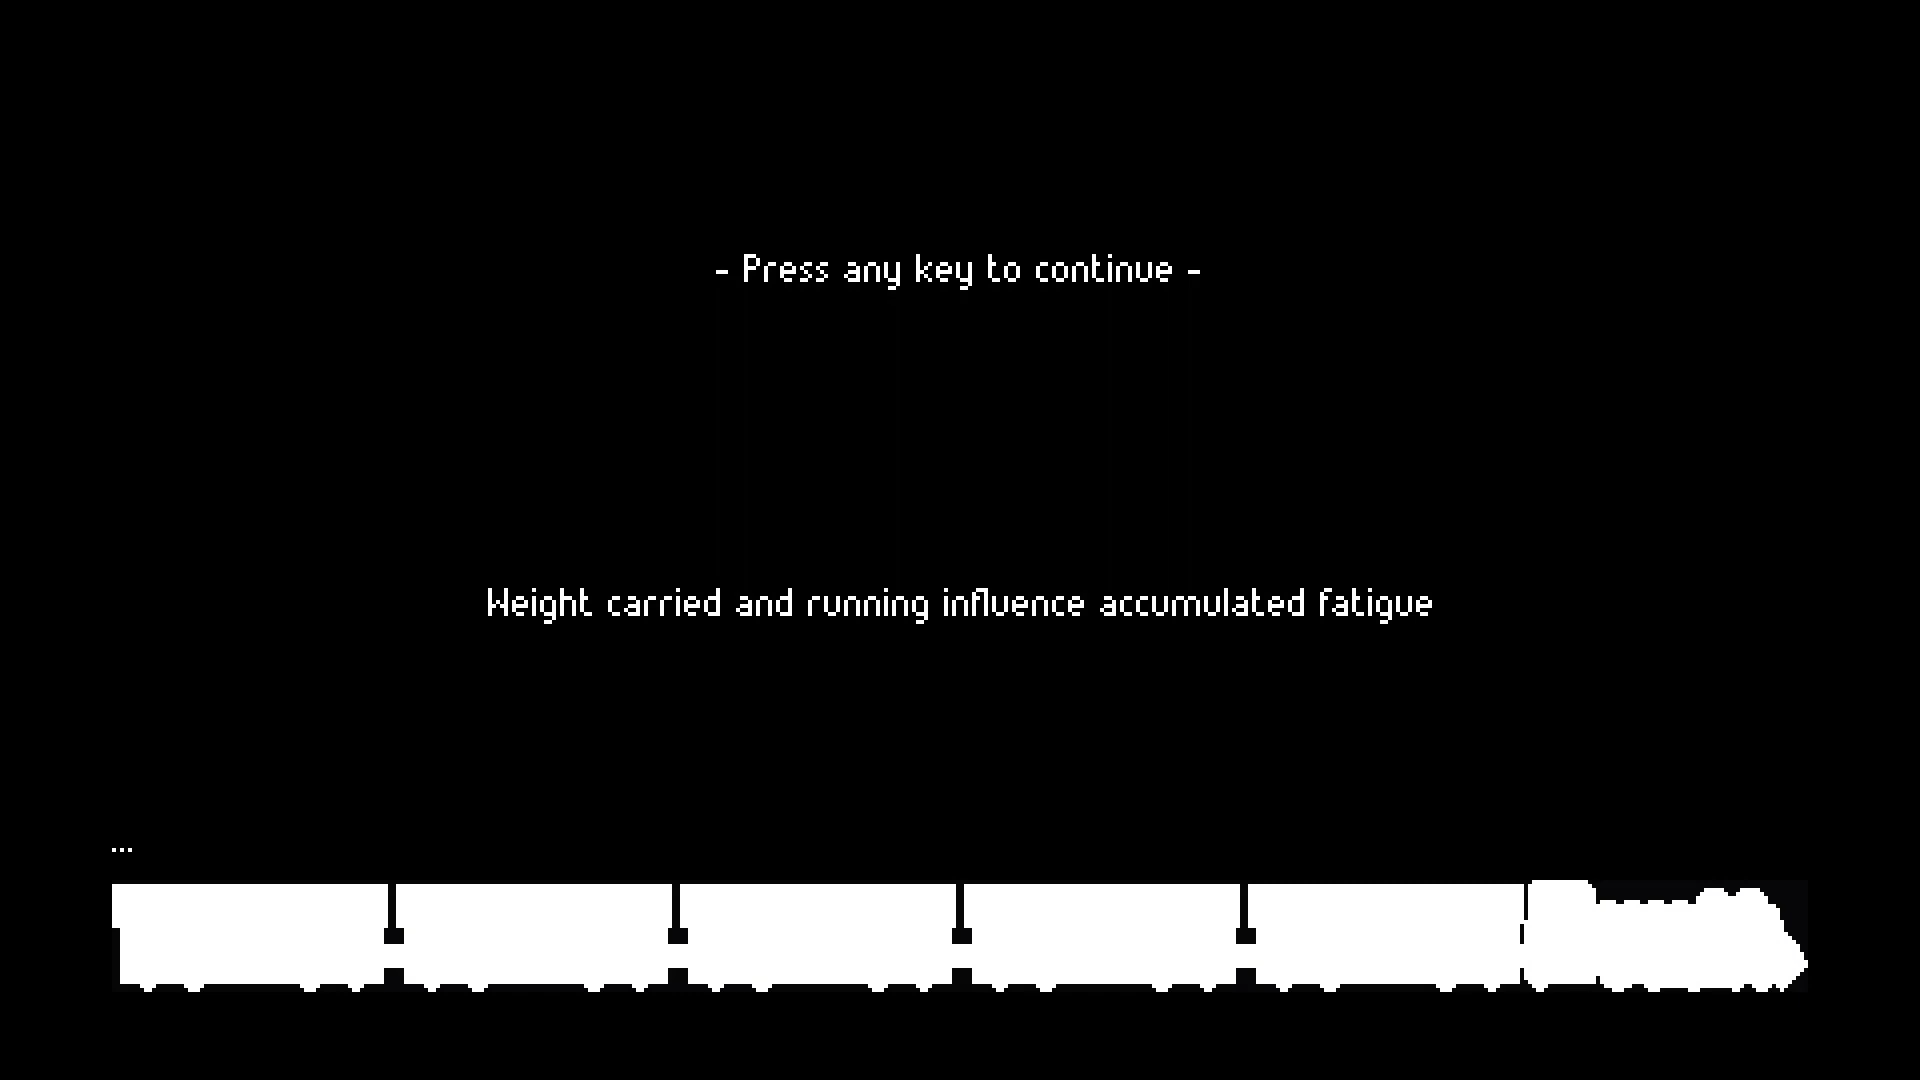 - Press any key to continue -
Weight carried and running influence accumulated fatigue
...